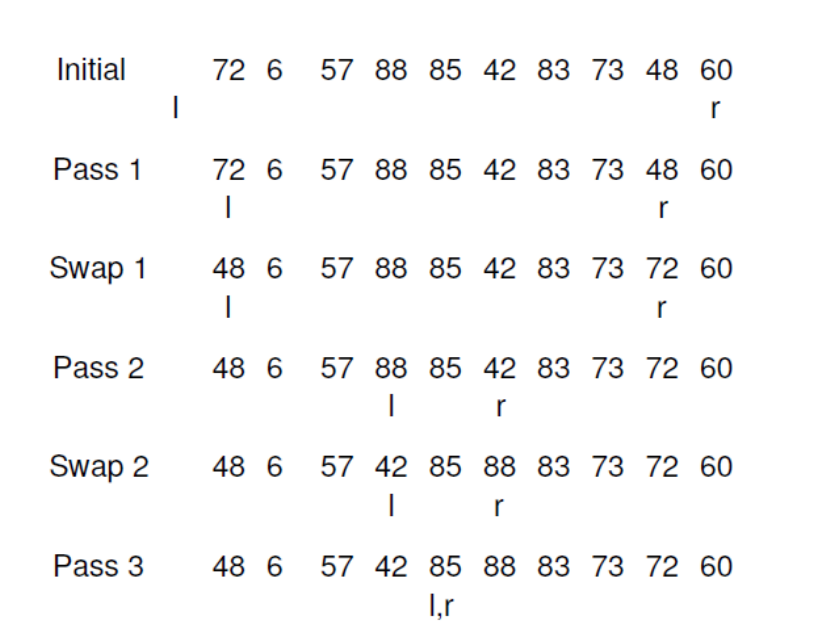 Initial 72 6 57 88 85 42 83 73 48 60
l r
Pass 1 72 6 57 88 85 42 83 73 48 60
l r
Swap 1 48 6 57 88 85 42 83 73 72 60
l r
Pass 2 48 6 57 88 85 42 83 73 72 60
l r
Swap 2 48 6 57 42 85 88 83 73 72 60
l r
Pass 3 48 6 57 42 85 88 83 73 72 60
l,r